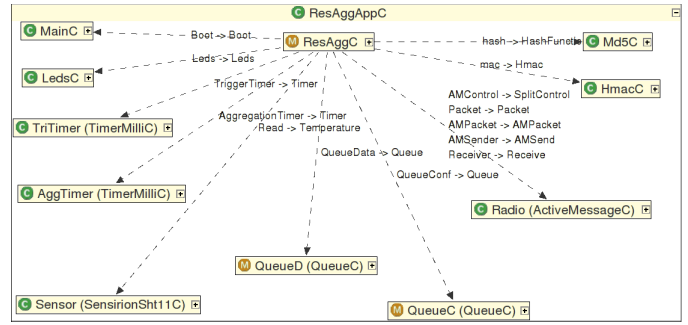 C ResAggAppC
C MainC
Boot -> Boot
M ResAggC
hash -> HashFunctio
C Md5C
Leds -> Leds
mac -> Hmac
C LedsC
TriggerTimer -> Timer
C HmacC
AMControl -> SplitControl
Packet -> Packet
AMPacket -> AMPacket
AMSender -> AMSend
Receiver -> Receive
C TriTimer (TimerMilliC)
AggregationTimer -> Timer
Read -> Temperature
QueueData -> Queue
QueueConf -> Queue
C AggTimer (TimerMilliC)
C Radio (ActiveMessageC)
M QueueD (QueueC)
C Sensor (SensirionSht11C)
M QueueC (QueueC)